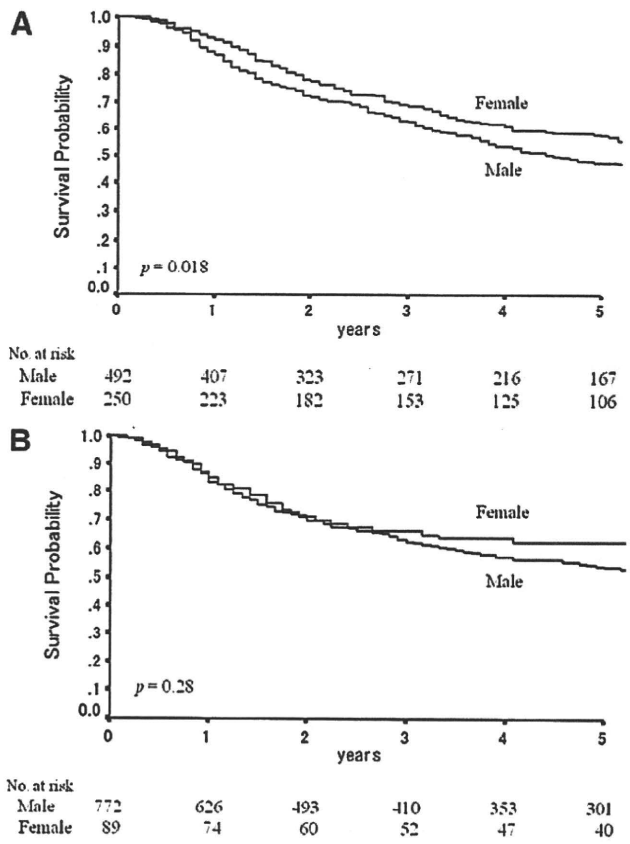 A
1.0
.9
.8
.7
.6
.5
.4
.3
.2
.1
0.0
Survival Probability
Female
Male
p = 0.018
0 1 2 3 4 5
years
No. at risk
Male 492 407 323 271 216 167
Female 250 223 182 153 125 106
B
1.0
.9
.8
.7
.6
.5
.4
.3
.2
.1
0.0
Survival Probability
Female
Male
p = 0.28
0 1 2 3 4 5
years
No. at risk
Male 772 626 493 410 353 301
Female 89 74 60 52 47 40